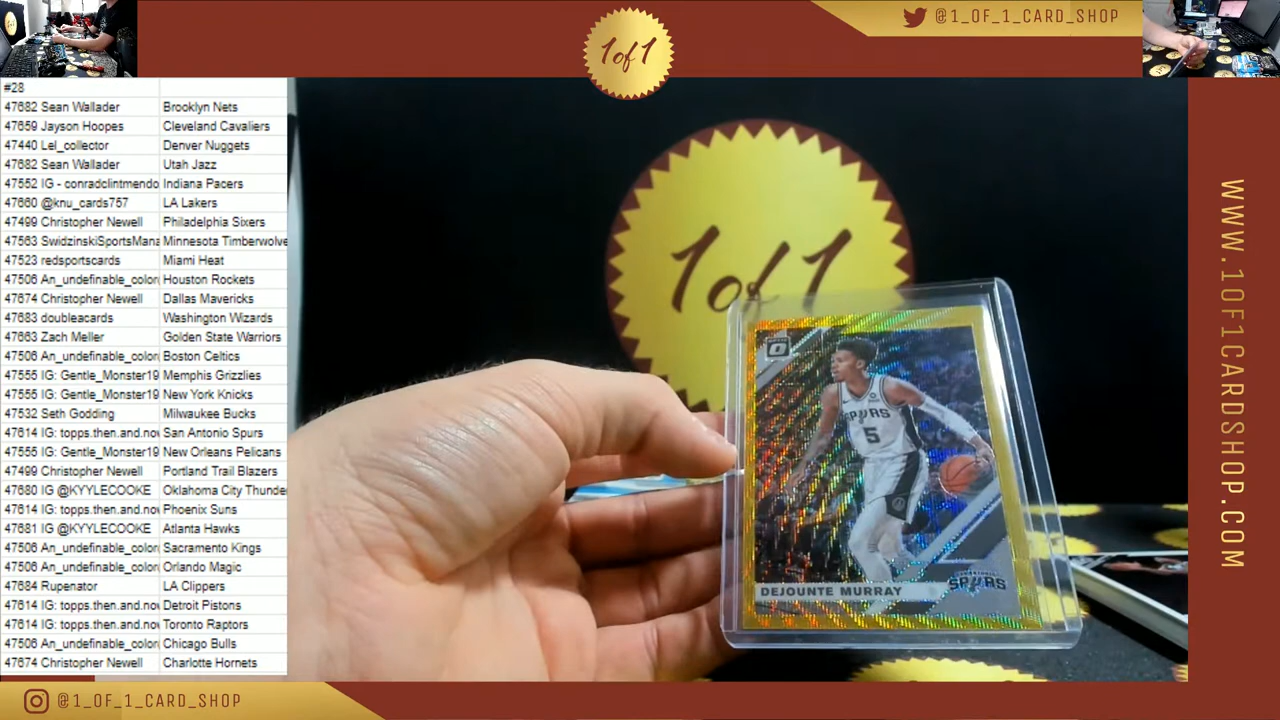 1of1
@1_OF_1_CARD_SHOP
#28
47682 Sean Wallader Brooklyn Nets
47659 Jayson Hoopes Cleveland Cavaliers
47440 Lel_collector Denver Nuggets
47682 Sean Wallader Utah Jazz
47552 IG - conradclintmendo Indiana Pacers
47660 @knu_cards757 LA Lakers
47499 Christopher Newell Philadelphia Sixers
47563 SwidzinskiSportsMana Minnesota Timberwolve
47523 redsportscards Miami Heat
47506 An_undefinable_color Houston Rockets
47674 Christopher Newell Dallas Mavericks
47683 doubleacards Washington Wizards
47663 Zach Meller Golden State Warriors
47506 An_undefinable_color Boston Celtics
47555 IG: Gentle_Monster19 Memphis Grizzlies
47555 IG: Gentle_Monster19 New York Knicks
47532 Seth Godding Milwaukee Bucks
47614 IG: topps.then.and.now San Antonio Spurs
47555 IG: Gentle_Monster19 New Orleans Pelicans
47499 Christopher Newell Portland Trail Blazers
47680 IG @KYYLECOOKE Oklahoma City Thunde
47614 IG: topps.then.and.now Phoenix Suns
47681 IG @KYYLECOOKE Atlanta Hawks
47506 An_undefinable_color Sacramento Kings
47506 An_undefinable_color Orlando Magic
47684 Rupenator LA Clippers
47614 IG: topps.then.and.now Detroit Pistons
47614 IG: topps.then.and.now Toronto Raptors
47506 An_undefinable_color Chicago Bulls
47674 Christopher Newell Charlotte Hornets
1of1
SPURS
5
DEJOUNTE MURRAY
SPURS
WWW.1OF1CARDSHOP.COM
@1_OF_1_CARD_SHOP